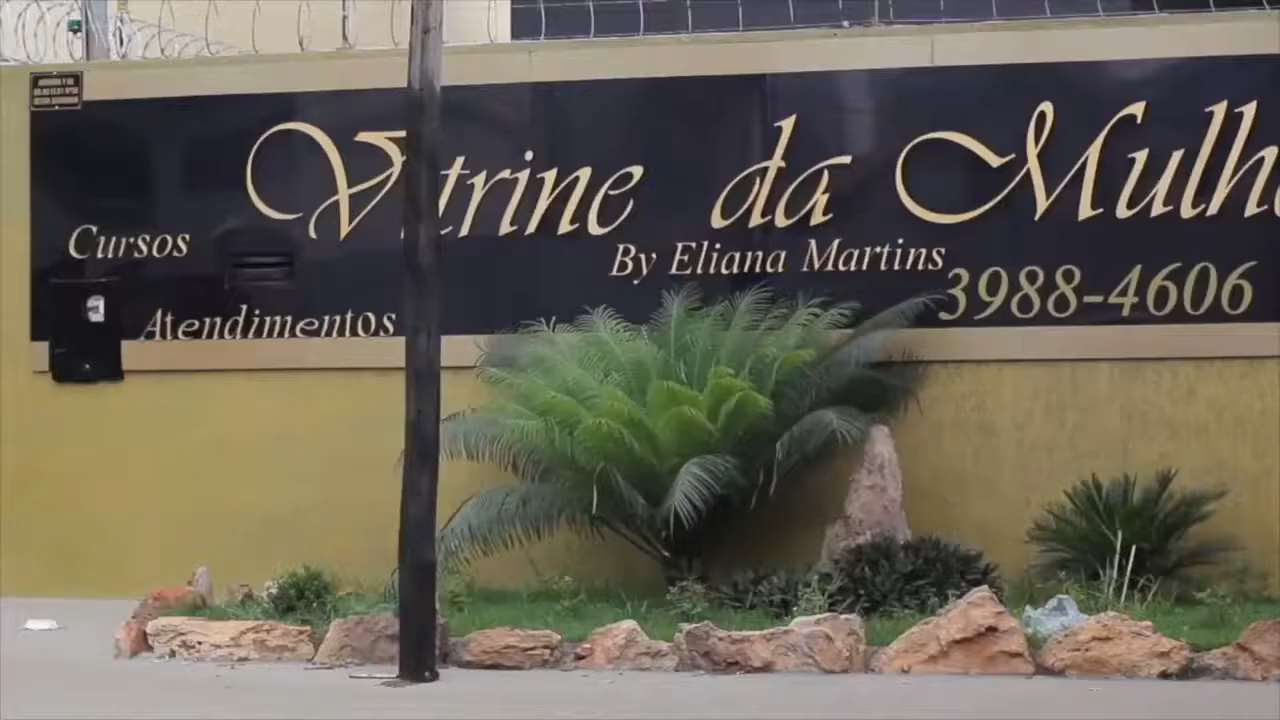 Vitrine da Mulh
Cursos
By Eliana Martins
3988-4606
Atendimentos